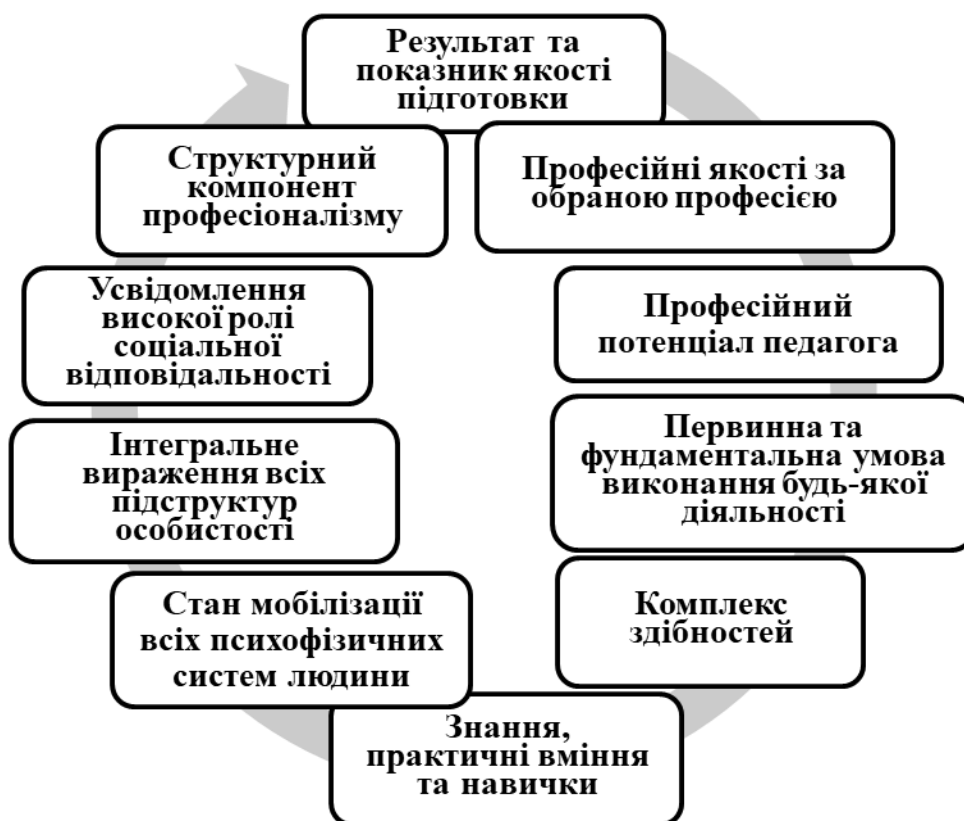 Результат та
показник якості
підготовки
Професійні якості за
обраною професією
Професійний
потенціал педагога
Первинна та
фундаментальна умова
виконання будь-якої
діяльності
Комплекс
здібностей
Знання,
практичні вміння
та навички
Стан мобілізації
всіх психофізичних
систем людини
Інтегральне
вираження всіх
підструктур
особистості
Усвідомлення
високої ролі
соціальної
відповідальності
Структурний
компонент
професіоналізму